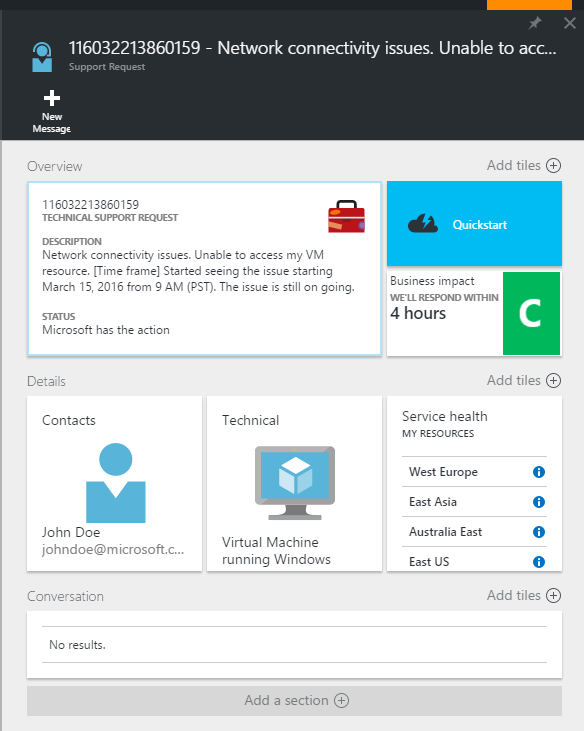 116032213860159 - Network connectivity issues. Unable to acc...
Support Request
New
Message
Overview
Add tiles
116032213860159
TECHNICAL SUPPORT REQUEST
DESCRIPTION
Network connectivity issues. Unable to access my VM
resource. [Time frame] Started seeing the issue starting
March 15, 2016 from 9 AM (PST). The issue is still on going.
STATUS
Microsoft has the action
Quickstart
Business impact
WE'LL RESPOND WITHIN
4 hours
C
Details
Add tiles
Contacts
John Doe
johndoe@microsoft.c...
Technical
Virtual Machine
running Windows
Service health
MY RESOURCES
West Europe
East Asia
Australia East
East US
Conversation
Add tiles
No results.
Add a section